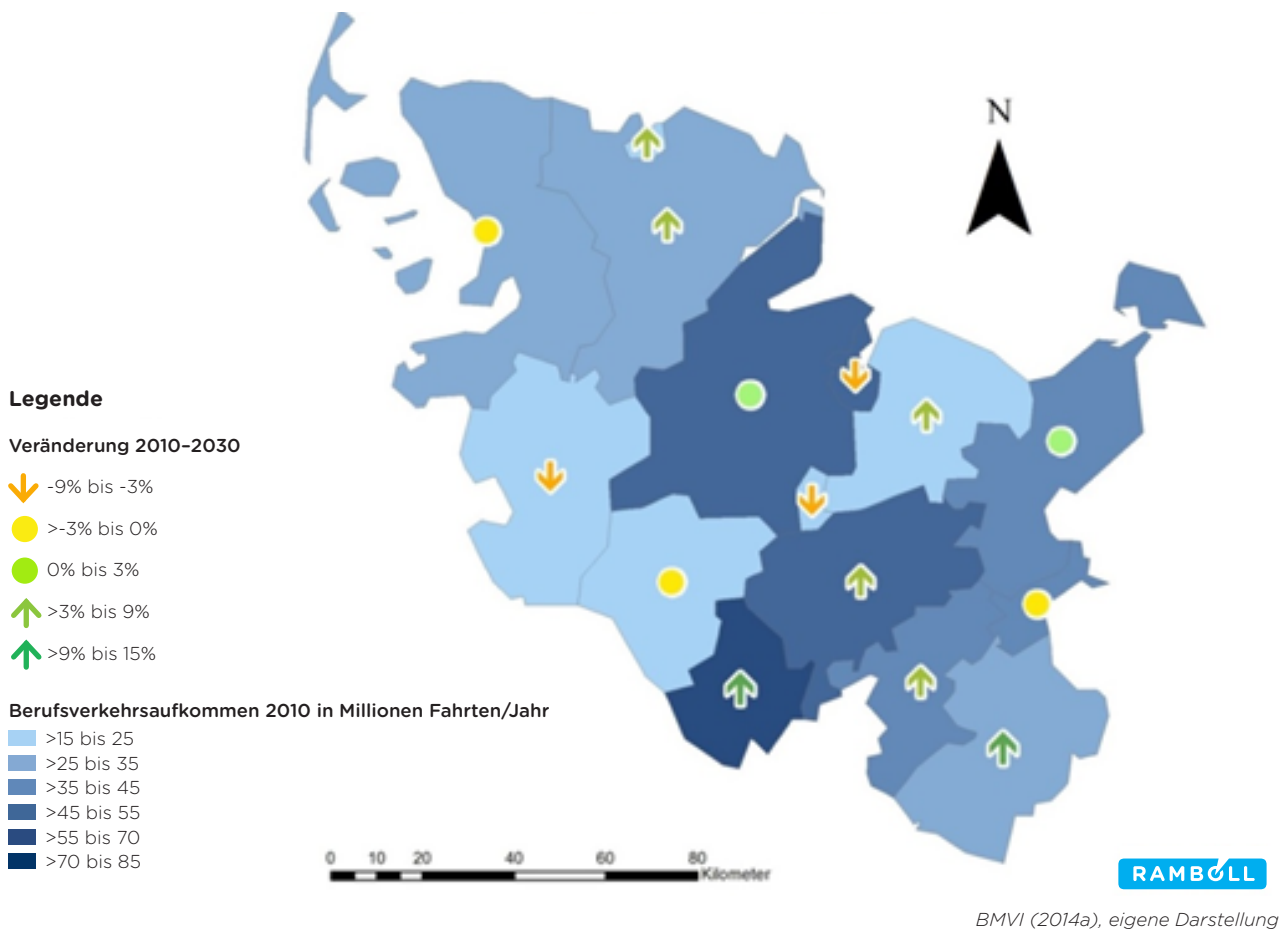 N
Legende
Veränderung 2010–2030
-9% bis -3%
>-3% bis 0%
0% bis 3%
>3% bis 9%
>9% bis 15%
Berufsverkehrsaufkommen 2010 in Millionen Fahrten/Jahr
>15 bis 25
>25 bis 35
>35 bis 45
>45 bis 55
>55 bis 70
>70 bis 85
0 10 20 40 60 80
Kilometer
RAMBOLL
BMVI (2014a), eigene Darstellung